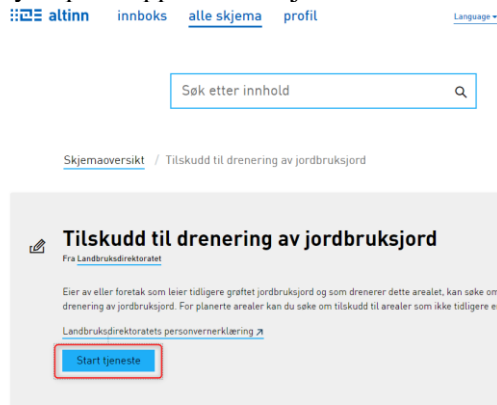 altinn innboks alle skjema profil Language
Søk etter innhold
Skjemaoversikt / Tilskudd til drenering av jordbruksjord
Tilskudd til drenering av jordbruksjord
Fra Landbruksdirektoratet
Eier av eller foretak som leier tidligere grøftet jordbruksjord og som drenerer dette arealet, kan søke om
drenering av jordbruksjord. For planerte arealer kan du søke om tilskudd til arealer som ikke tidligere
Landbruksdirektoratets personvernerklæring
Start tjeneste